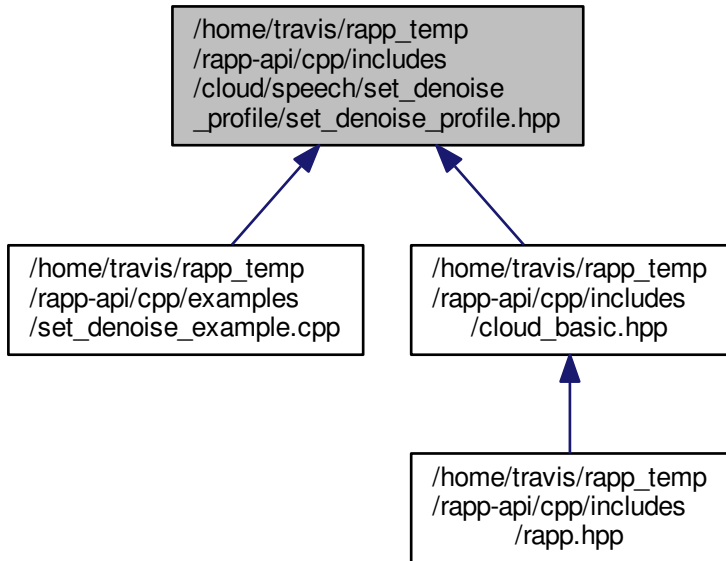 /home/travis/rapp_temp
/rapp-api/cpp/includes
/cloud/speech/set_denoise
_profile/set_denoise_profile.hpp
/home/travis/rapp_temp
/rapp-api/cpp/examples
/set_denoise_example.cpp
/home/travis/rapp_temp
/rapp-api/cpp/includes
/cloud_basic.hpp
/home/travis/rapp_temp
/rapp-api/cpp/includes
/rapp.hpp